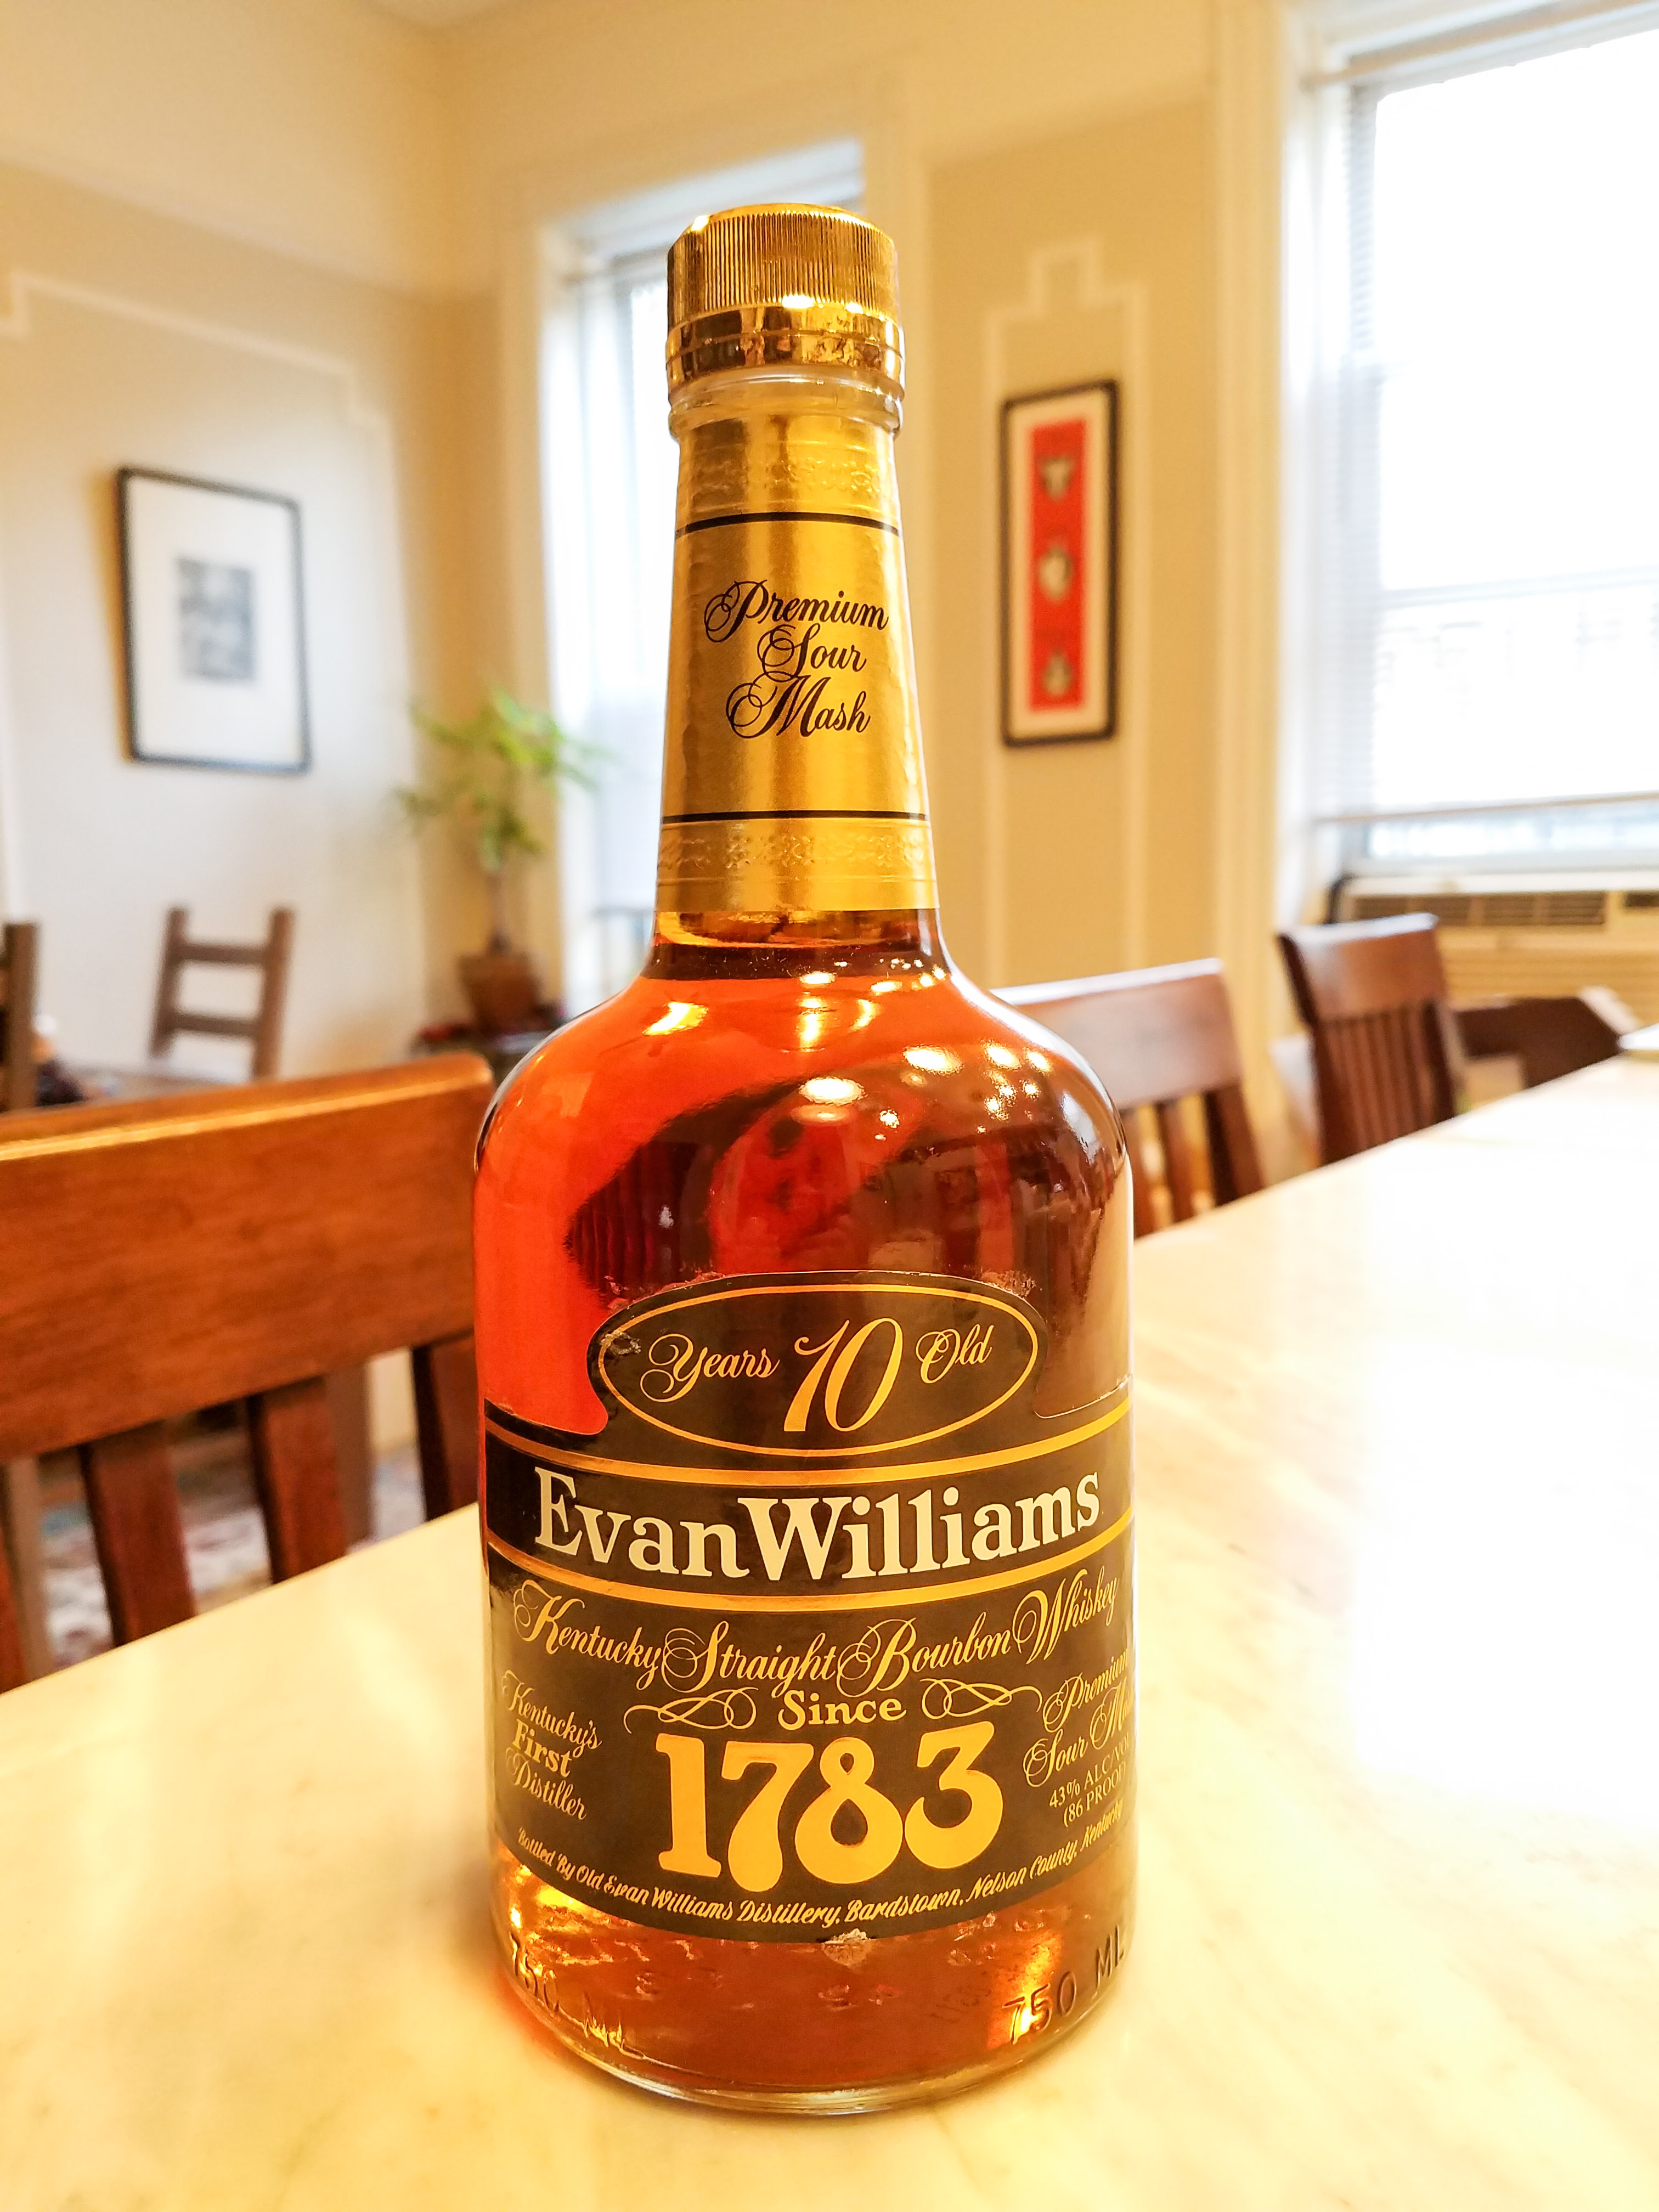 Premium
Sour
Mash
Years 10 Old
Evan Williams
Kentucky Straight Bourbon Whiskey
Since
1783
Kentucky's
First
Distiller
Premium
Sour Mash
43% ALC/VOL
(86 PROOF)
Bottled By Old Evan Williams Distillery, Bardstown, Nelson County, Kentucky
750 ML
750 ML